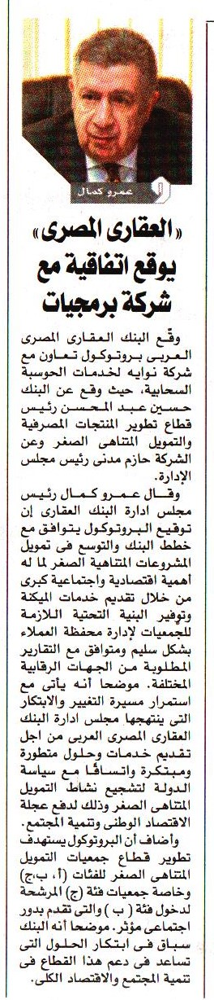 عمرو كمال
«العقارى المصرى»
يوقع اتفاقية مع
شركة برمجيات
وقّع البنك العقارى المصرى
العربى بروتوكول تعاون مع
شركة نوايه لخدمات الحوسبة
السحابية، حيث وقع عن البنك
حسين عبد المحسن رئيس
قطاع تطوير المنتجات المصرفية
والتمويل المتناهى الصغر وعن
الشركة حازم مدنى رئيس مجلس
الإدارة.
وقال عمرو كمال رئيس
مجلس ادارة البنك العقارى إن
توقيع البروتوكول يتوافق مع
خطط البنك والتوسع فى تمويل
المشروعات المتناهية الصغر لما له
أهمية اقتصادية واجتماعية كبرى
من خلال تقديم خدمات الميكنة
وتوفير البنية التحتية اللازمة
للجمعيات لإدارة محفظة العملاء
بشكل سليم ومتوافق مع التقارير
المطلوبة من الجهات الرقابية
المختلفة. موضحا أنه يأتى مع
استمرار مسيرة التغيير والابتكار
التى ينتهجها مجلس ادارة البنك
العقارى المصرى العربى من اجل
تقديم خدمات وحلول متطورة
ومبتكرة واتساقًا مع سياسة
الدولة لتشجيع نشاط التمويل
المتناهى الصغر وذلك لدفع عجلة
الاقتصاد الوطنى وتنمية المجتمع.
وأضاف أن البروتوكول يستهدف
تطوير قطاع جمعيات التمويل
المتناهى الصغر للفئات (أ، ب،ج)
وخاصة جمعيات فئة (ج) المرشحة
لدخول فئة ( ب ) والتى تقدم بدور
اجتماعى مؤثر. موضحا أنه البنك
سباق فى ابتكار الحلول التى
تساعد فى دعم هذا القطاع فى
تنمية المجتمع والاقتصاد الكلى.